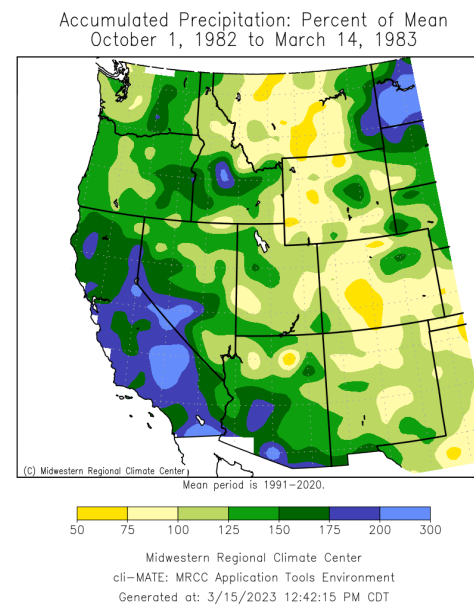 Accumulated Precipitation: Percent of Mean
October 1, 1982 to March 14, 1983
(C) Midwestern Regional Climate Center
Mean period is 1991-2020.
50 75 100 125 150 175 200 300
Midwestern Regional Climate Center
cli-MATE: MRCC Application Tools Environment
Generated at: 3/15/2023 12:42:15 PM CDT